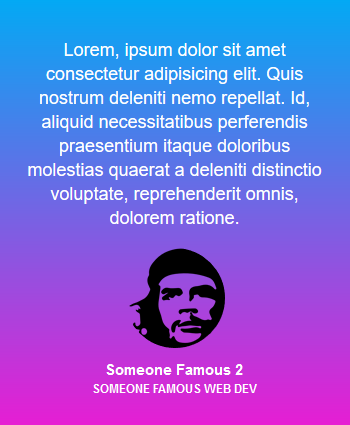 Lorem, ipsum dolor sit amet
consectetur adipisicing elit. Quis
nostrum deleniti nemo repellat. Id,
aliquid necessitatibus perferendis
praesentium itaque doloribus
molestias quaerat a deleniti distinctio
voluptate, reprehenderit omnis,
dolorem ratione.
Someone Famous 2
SOMEONE FAMOUS WEB DEV